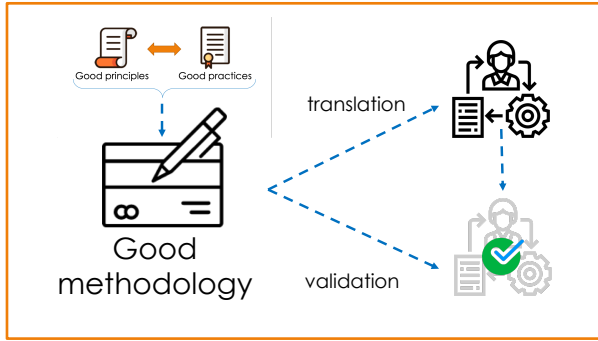 Good principles
Good practices
Good
methodology
translation
validation